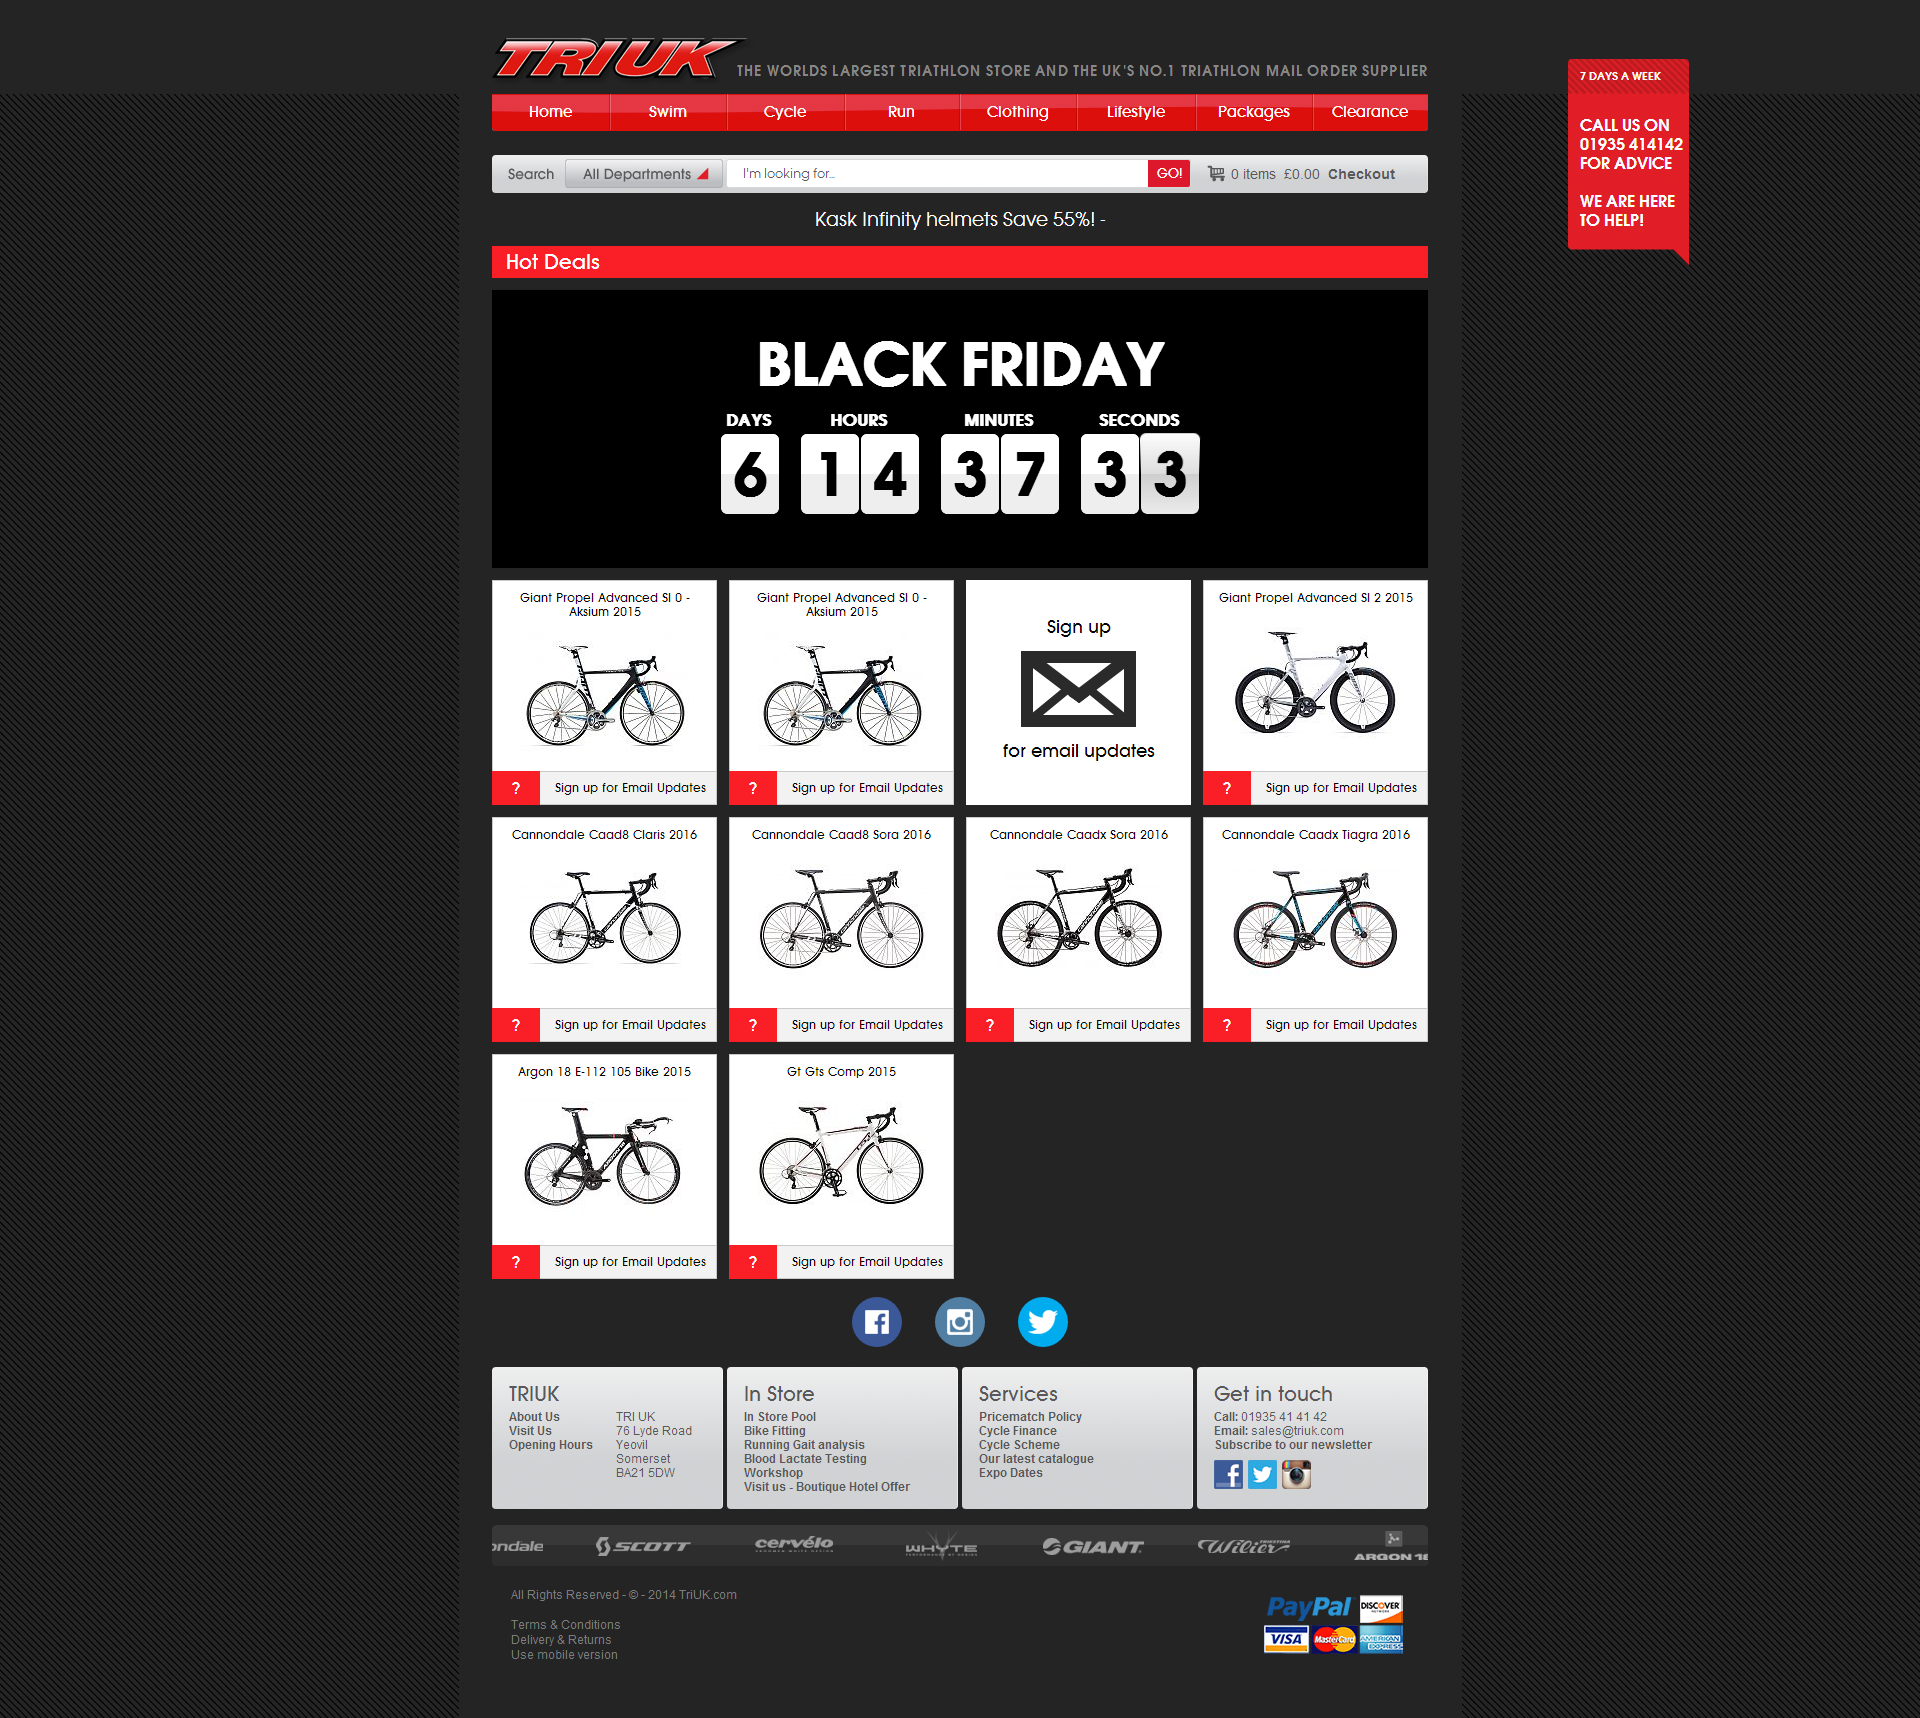 TRIUK
THE WORLDS LARGEST TRIATHLON STORE AND THE UK'S NO.1 TRIATHLON MAIL ORDER SUPPLIER
7 DAYS A WEEK
CALL US ON
01935 414142
FOR ADVICE
WE ARE HERE
TO HELP!
Home Swim Cycle Run Clothing Lifestyle Packages Clearance
Search All Departments I'm looking for... GO! 0 items £0.00 Checkout
Kask Infinity helmets Save 55%! -
Hot Deals
BLACK FRIDAY
DAYS HOURS MINUTES SECONDS
6 14 37 33
Giant Propel Advanced Sl 0 -
Aksium 2015
? Sign up for Email Updates
Giant Propel Advanced Sl 0 -
Aksium 2015
? Sign up for Email Updates
Sign up
for email updates
Giant Propel Advanced Sl 2 2015
? Sign up for Email Updates
Cannondale Caad8 Claris 2016
? Sign up for Email Updates
Cannondale Caad8 Sora 2016
? Sign up for Email Updates
Cannondale Caadx Sora 2016
? Sign up for Email Updates
Cannondale Caadx Tiagra 2016
? Sign up for Email Updates
Argon 18 E-112 105 Bike 2015
? Sign up for Email Updates
Gt Gts Comp 2015
? Sign up for Email Updates
TRIUK
About Us
Visit Us
Opening Hours
TRI UK
76 Lyde Road
Yeovil
Somerset
BA21 5DW
In Store
In Store Pool
Bike Fitting
Running Gait analysis
Blood Lactate Testing
Workshop
Visit us - Boutique Hotel Offer
Services
Pricematch Policy
Cycle Finance
Cycle Scheme
Our latest catalogue
Expo Dates
Get in touch
Call: 01935 41 41 42
Email: sales@triuk.com
Subscribe to our newsletter
ondale SCOTT cervélo WHYTE GIANT Wilier ARGON 18
All Rights Reserved - © - 2014 TriUK.com
Terms & Conditions
Delivery & Returns
Use mobile version
PayPal DISCOVER
VISA MasterCard AMERICAN EXPRESS